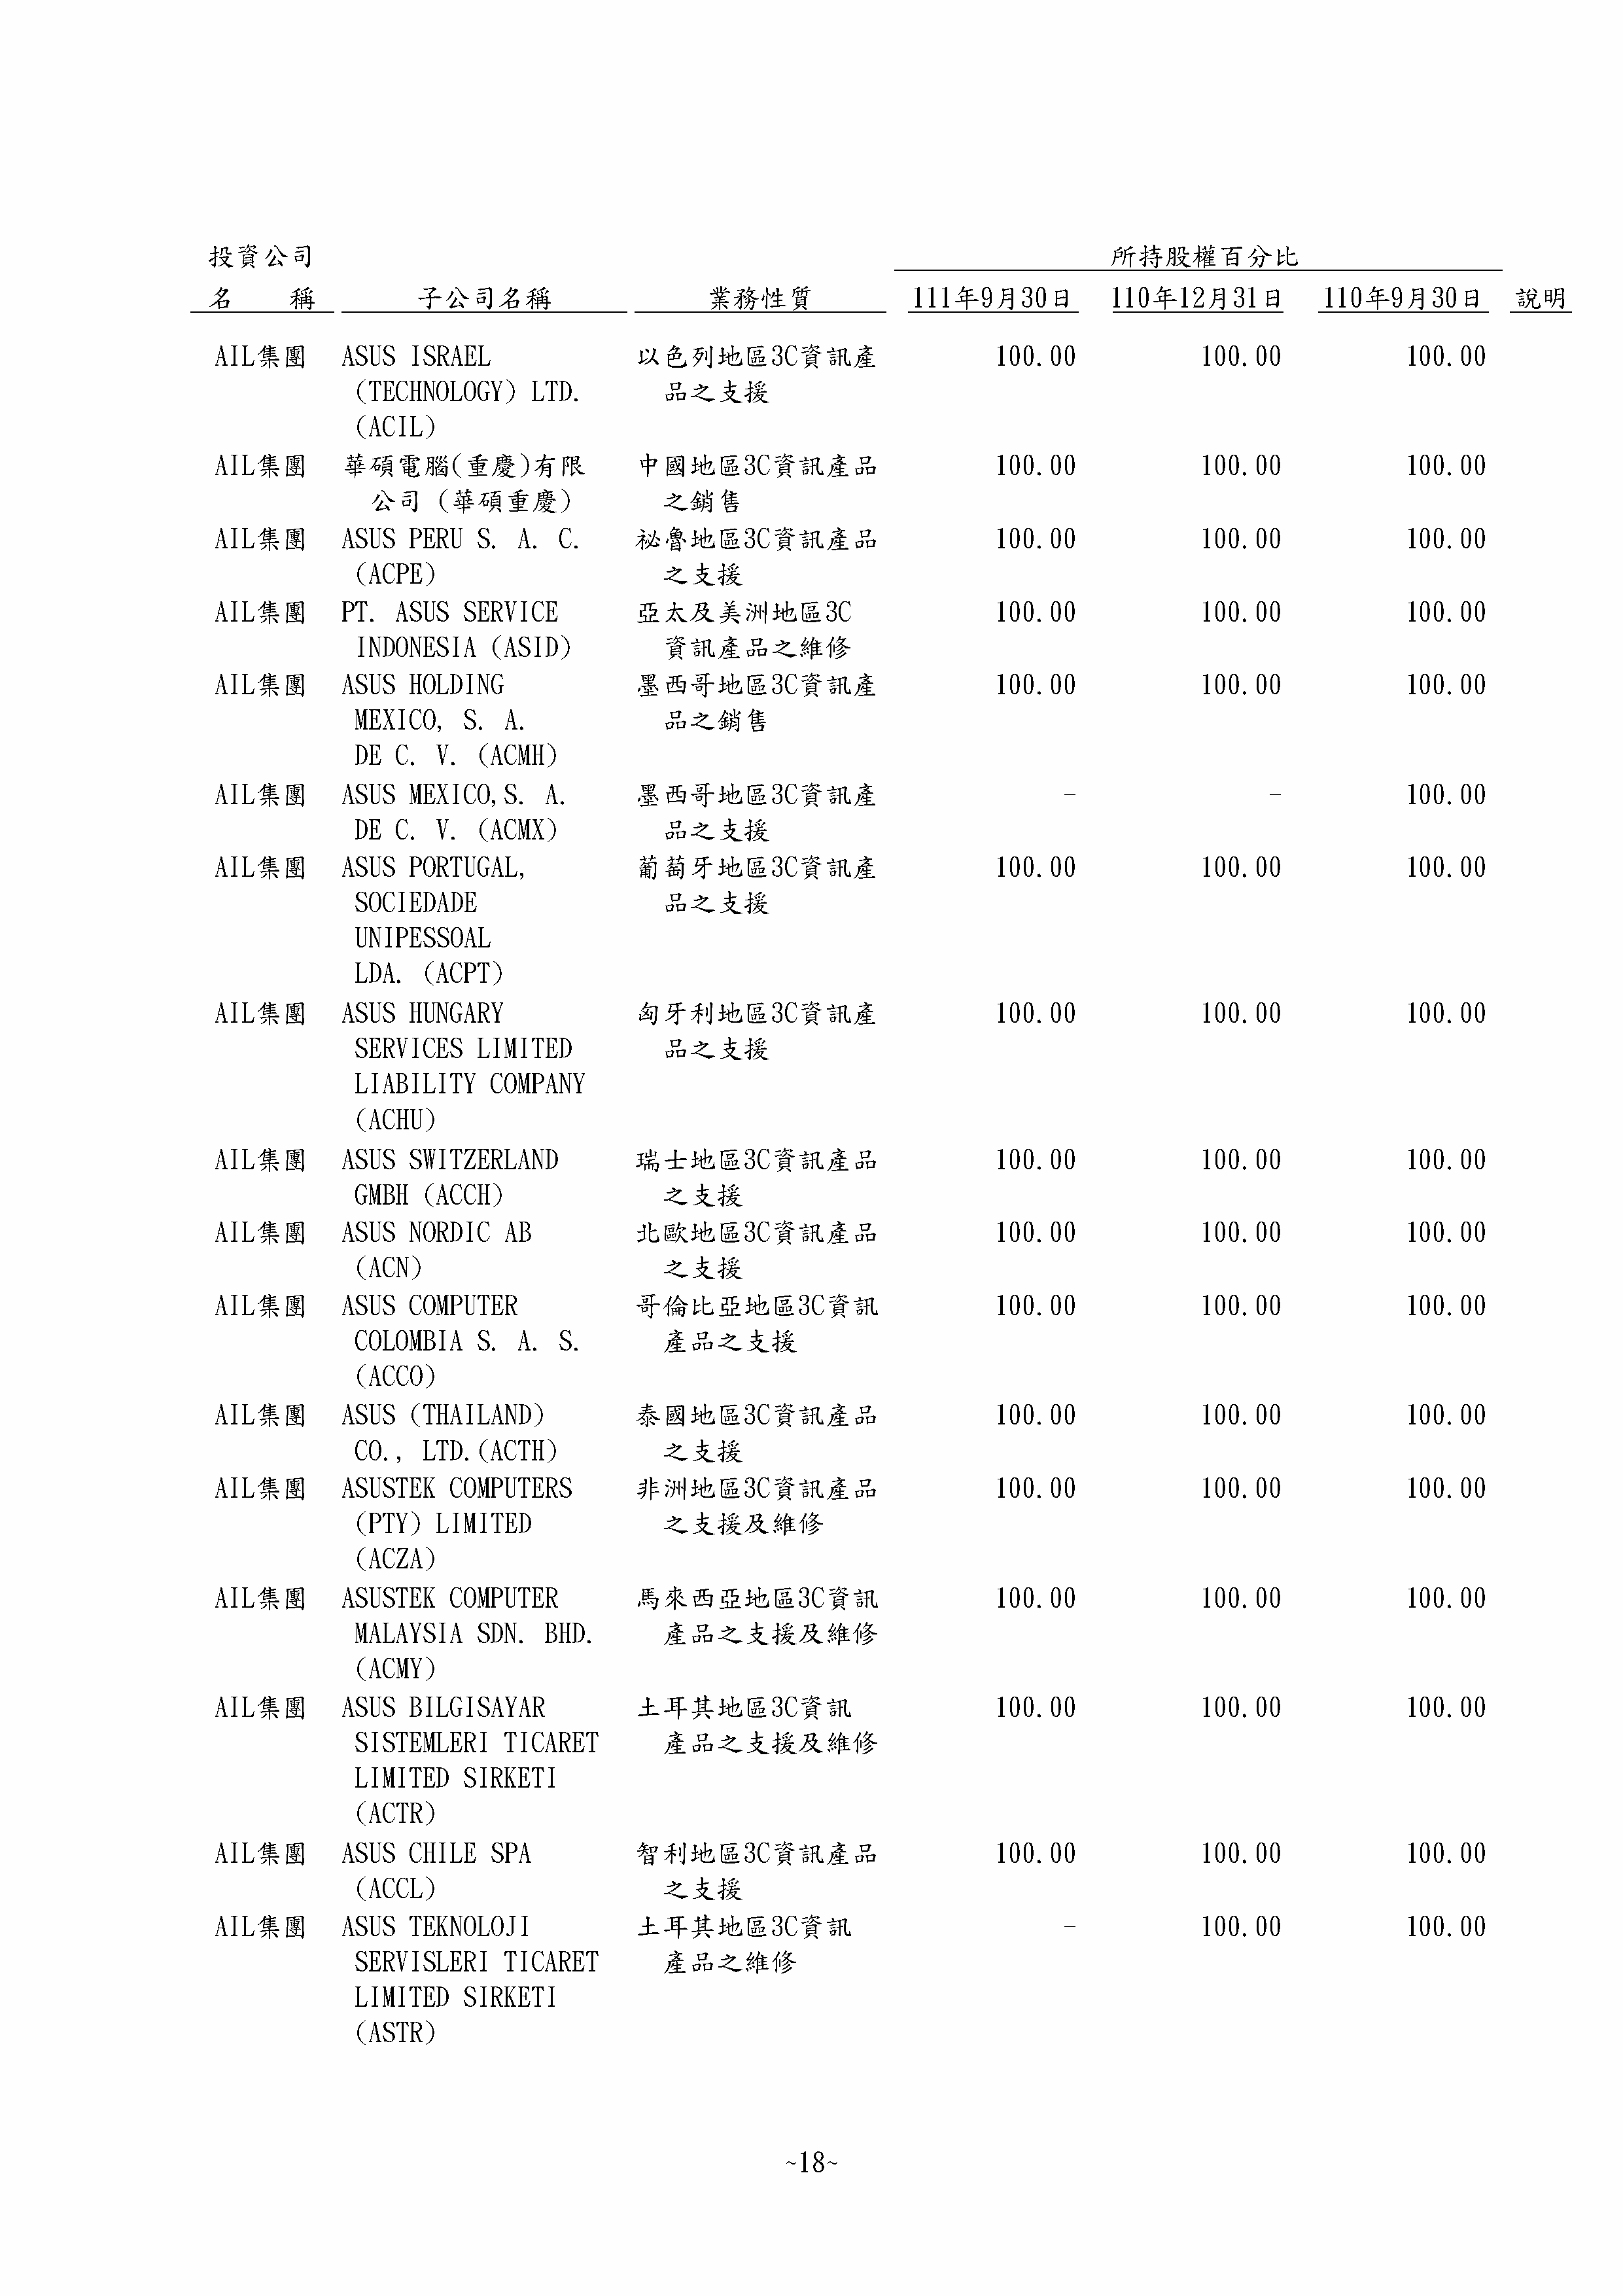 投資公司 所持股權百分比
名 稱 子公司名稱 業務性質 111年9月30日 110年12月31日 110年9月30日 說明
AIL集團 ASUS ISRAEL 以色列地區3C資訊產 100.00 100.00 100.00
(TECHNOLOGY) LTD. 品之支援
(ACIL)
AIL集團 華碩電腦(重慶)有限 中國地區3C資訊產品 100.00 100.00 100.00
公司 (華碩重慶) 之銷售
AIL集團 ASUS PERU S. A. C. 祕魯地區3C資訊產品 100.00 100.00 100.00
(ACPE) 之支援
AIL集團 PT. ASUS SERVICE 亞太及美洲地區3C 100.00 100.00 100.00
INDONESIA (ASID) 資訊產品之維修
AIL集團 ASUS HOLDING 墨西哥地區3C資訊產 100.00 100.00 100.00
MEXICO, S. A. 品之銷售
DE C. V. (ACMH)
AIL集團 ASUS MEXICO,S. A. 墨西哥地區3C資訊產 - - 100.00
DE C. V. (ACMX) 品之支援
AIL集團 ASUS PORTUGAL, 葡萄牙地區3C資訊產 100.00 100.00 100.00
SOCIEDADE 品之支援
UNIPESSOAL
LDA. (ACPT)
AIL集團 ASUS HUNGARY 匈牙利地區3C資訊產 100.00 100.00 100.00
SERVICES LIMITED 品之支援
LIABILITY COMPANY
(ACHU)
AIL集團 ASUS SWITZERLAND 瑞士地區3C資訊產品 100.00 100.00 100.00
GMBH (ACCH) 之支援
AIL集團 ASUS NORDIC AB 北歐地區3C資訊產品 100.00 100.00 100.00
(ACN) 之支援
AIL集團 ASUS COMPUTER 哥倫比亞地區3C資訊 100.00 100.00 100.00
COLOMBIA S. A. S. 產品之支援
(ACCO)
AIL集團 ASUS (THAILAND) 泰國地區3C資訊產品 100.00 100.00 100.00
CO., LTD.(ACTH) 之支援
AIL集團 ASUSTEK COMPUTERS 非洲地區3C資訊產品 100.00 100.00 100.00
(PTY) LIMITED 之支援及維修
(ACZA)
AIL集團 ASUSTEK COMPUTER 馬來西亞地區3C資訊 100.00 100.00 100.00
MALAYSIA SDN. BHD. 產品之支援及維修
(ACMY)
AIL集團 ASUS BILGISAYAR 土耳其地區3C資訊 100.00 100.00 100.00
SISTEMLERI TICARET 產品之支援及維修
LIMITED SIRKETI
(ACTR)
AIL集團 ASUS CHILE SPA 智利地區3C資訊產品 100.00 100.00 100.00
(ACCL) 之支援
AIL集團 ASUS TEKNOLOJI 土耳其地區3C資訊 - 100.00 100.00
SERVISLERI TICARET 產品之維修
LIMITED SIRKETI
(ASTR)
~18~